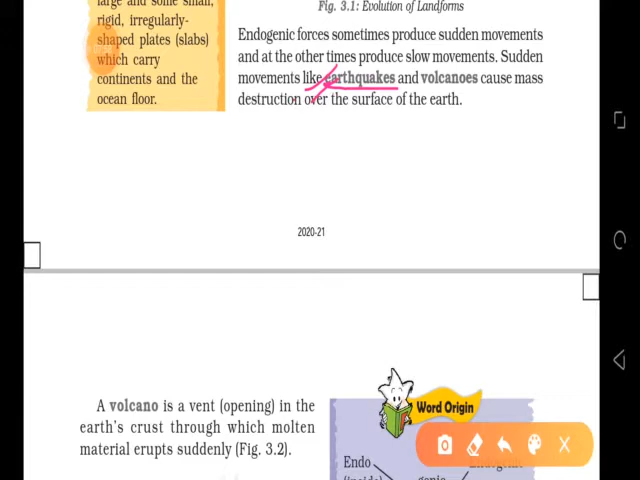 large and some small,
rigid, irregularly-
shaped plates (slabs)
which carry
continents and the
ocean floor.
Fig. 3.1: Evolution of Landforms
Endogenic forces sometimes produce sudden movements
and at the other times produce slow movements. Sudden
movements like earthquakes and volcanoes cause mass
destruction over the surface of the earth.
2020-21
A volcano is a vent (opening) in the
earth's crust through which molten
material erupts suddenly (Fig. 3.2).
Word Origin
Endo
(inside)
genic